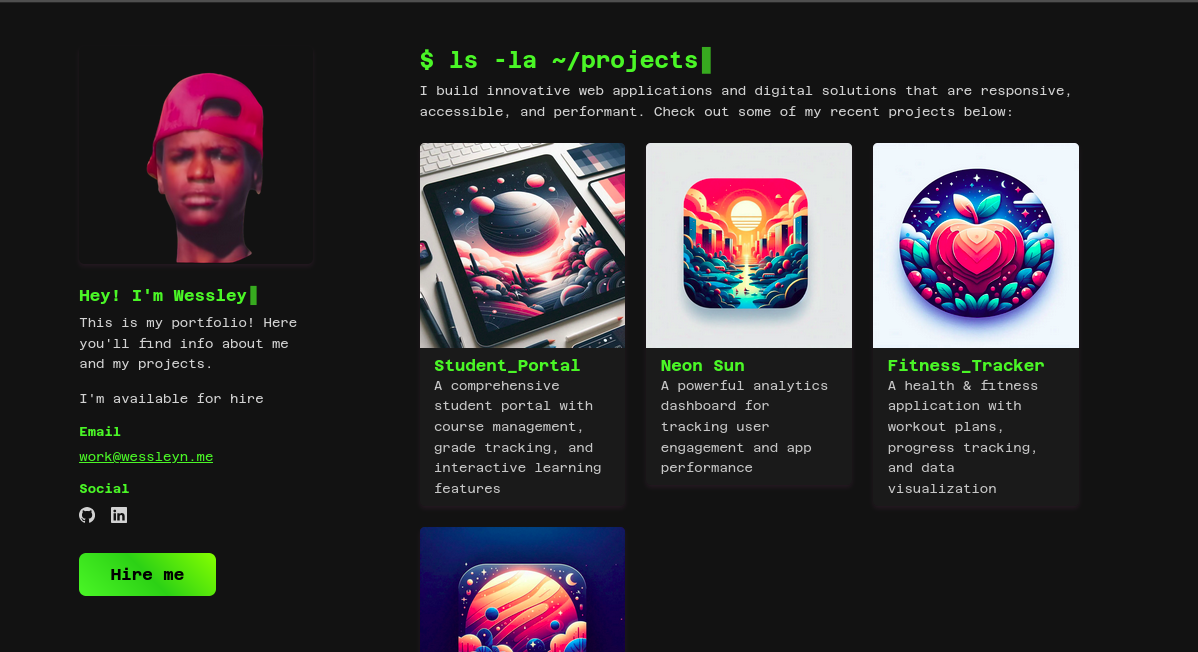 Hey! I'm Wessley
This is my portfolio! Here
you'll find info about me
and my projects.
I'm available for hire
Email
work@wessleyn.me
Social
Hire me
$ ls -la ~/projects
I build innovative web applications and digital solutions that are responsive,
accessible, and performant. Check out some of my recent projects below:
Student_Portal
A comprehensive
student portal with
course management,
grade tracking, and
interactive learning
features
Neon Sun
A powerful analytics
dashboard for
tracking user
engagement and app
performance
Fitness_Tracker
A health & fitness
application with
workout plans,
progress tracking,
and data
visualization